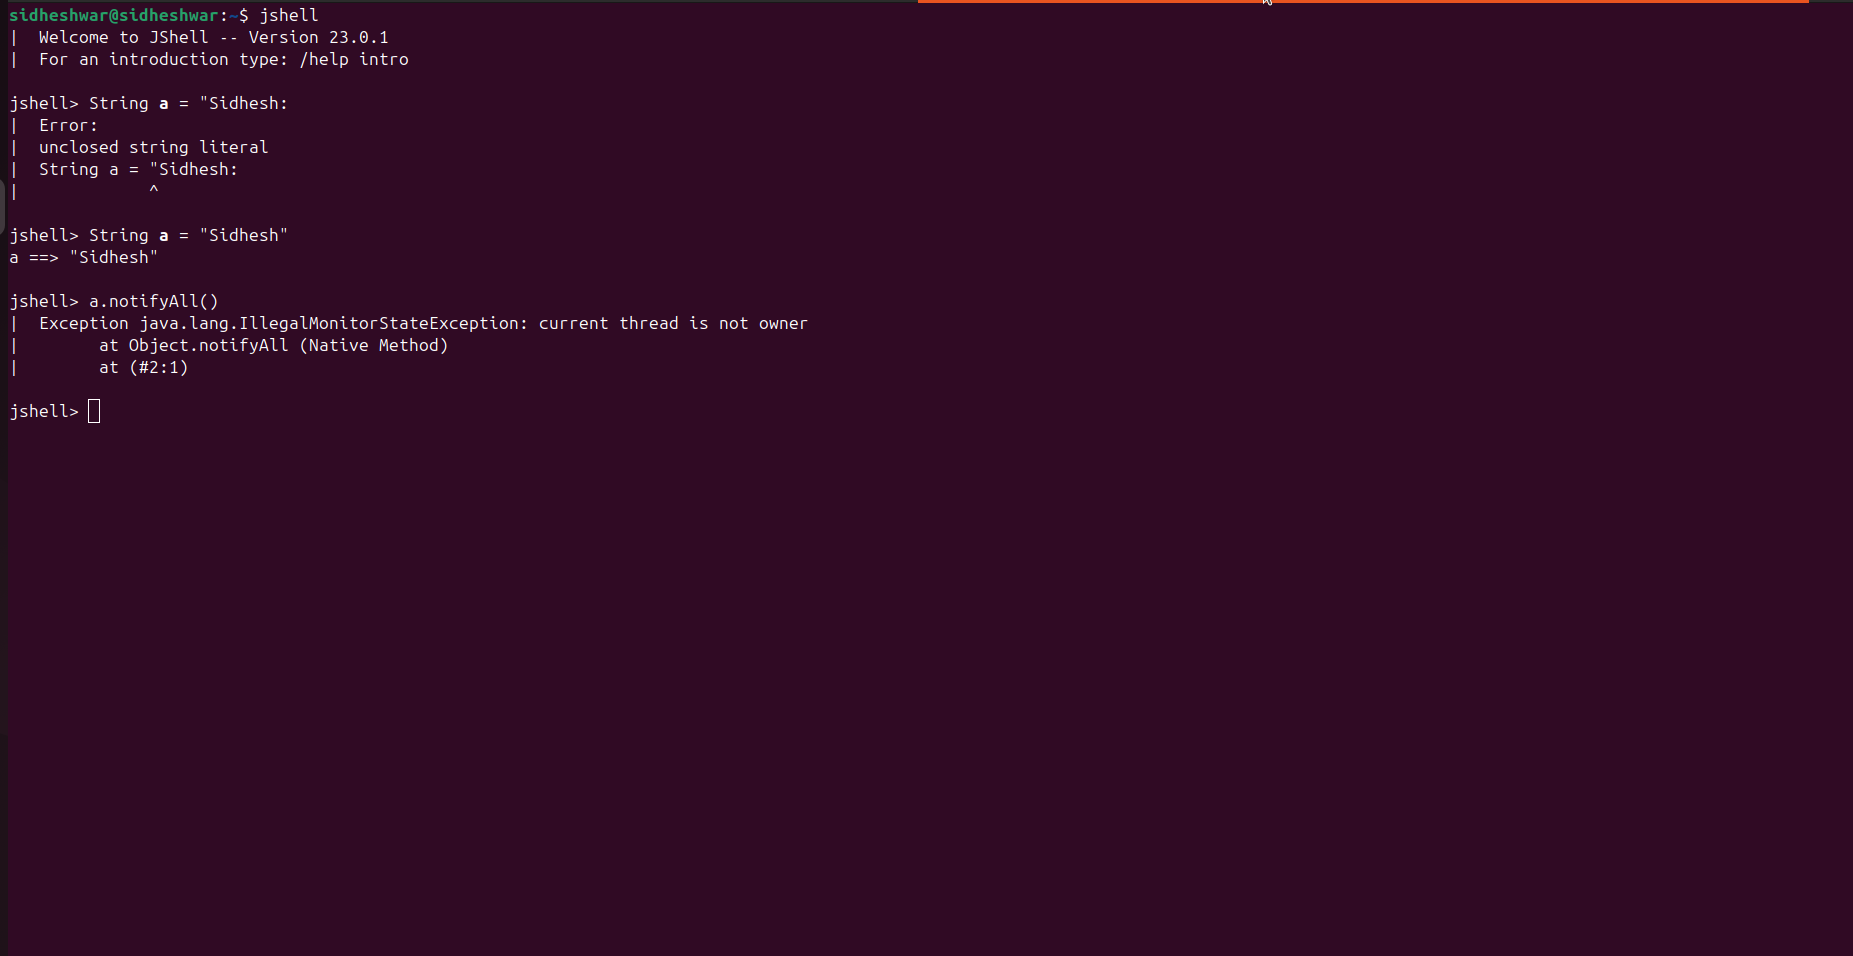 sidheshwar@sidheshwar:~$ jshell
|  Welcome to JShell -- Version 23.0.1
|  For an introduction type: /help intro
jshell> String a = "Sidhesh:
|  Error:
|  unclosed string literal
|  String a = "Sidhesh:
|             ^
jshell> String a = "Sidhesh"
a ==> "Sidhesh"
jshell> a.notifyAll()
|  Exception java.lang.IllegalMonitorStateException: current thread is not owner
|        at Object.notifyAll (Native Method)
|        at (#2:1)
jshell>